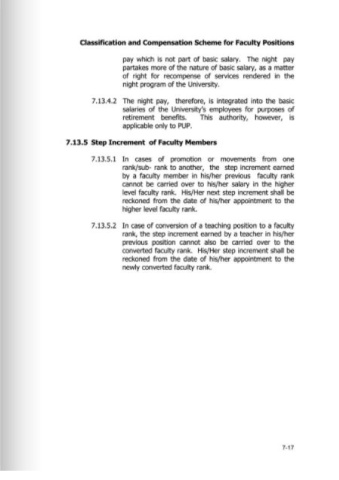 Classification and Compensation Scheme for Faculty Positions
pay which is not part of basic salary. The night pay
partakes more of the nature of basic salary, as a matter
of right for recompense of services rendered in the
night program of the University.
7.13.4.2 The night pay, therefore, is integrated into the basic
salaries of the University's employees for purposes of
retirement benefits. This authority, however, is
applicable only to PUP.
7.13.5 Step Increment of Faculty Members
7.13.5.1 In cases of promotion or movements from one
rank/sub- rank to another, the step increment earned
by a faculty member in his/her previous faculty rank
cannot be carried over to his/her salary in the higher
level faculty rank. His/Her next step increment shall be
reckoned from the date of his/her appointment to the
higher level faculty rank.
7.13.5.2 In case of conversion of a teaching position to a faculty
rank, the step increment earned by a teacher in his/her
previous position cannot also be carried over to the
converted faculty rank. His/Her step increment shall be
reckoned from the date of his/her appointment to the
newly converted faculty rank.
7-17